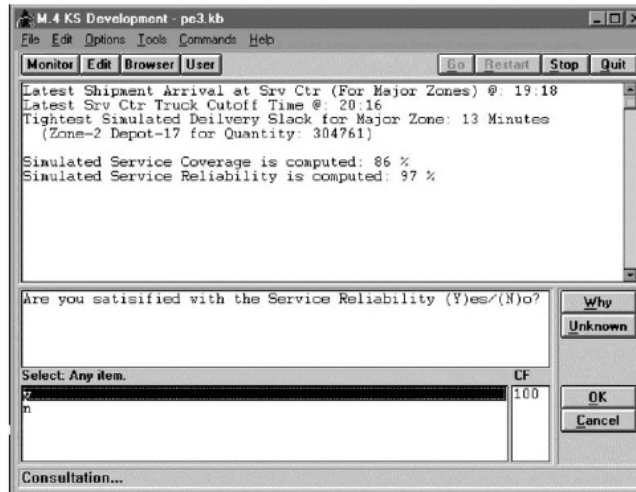 M.4 KS Development - pe3.kb
File Edit Options Tools Commands Help
Monitor Edit Browser User Go Restart Stop Quit
Latest Shipment Arrival at Srv Ctr (For Major Zones) @: 19:18
Latest Srv Ctr Truck Cutoff Time @: 20:16
Tightest Simulated Deilvery Slack for Major Zone: 13 Minutes
(Zone-2 Depot-17 for Quantity: 304761)
Simulated Service Coverage is computed: 86 %
Simulated Service Reliability is computed: 97 %
Are you satisified with the Service Reliability (Y)es/(N)o?
Why
Unknown
Select: Any item. CF
y 100
n
OK
Cancel
Consultation...